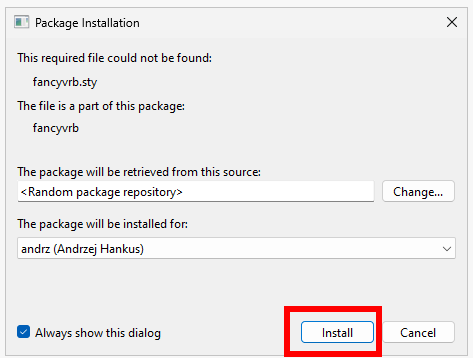 Package Installation
This required file could not be found:
fancyvrb.sty
The file is a part of this package:
fancyvrb
The package will be retrieved from this source:
<Random package repository>
Change...
The package will be installed for:
andrz (Andrzej Hankus)
Always show this dialog
Install
Cancel